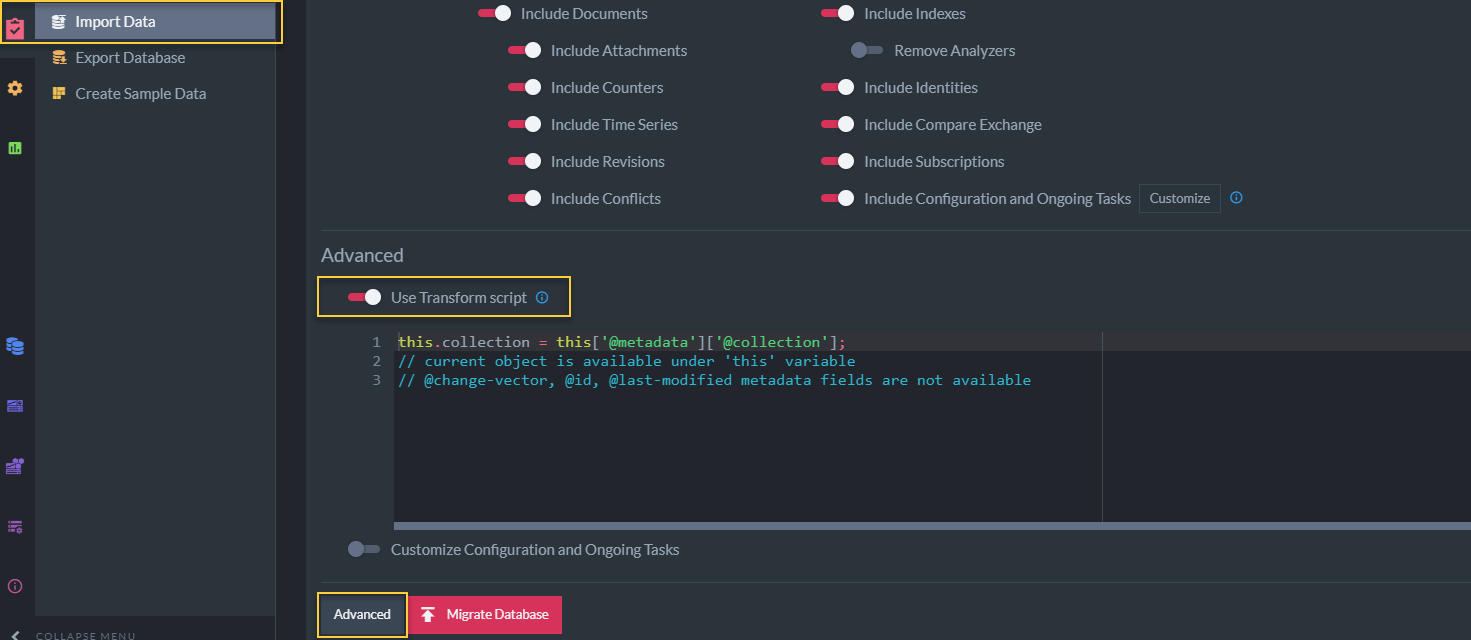 Import Data
Export Database
Create Sample Data
COLLAPSE MENU
Include Documents
Include Indexes
Include Attachments
Remove Analyzers
Include Counters
Include Identities
Include Time Series
Include Compare Exchange
Include Revisions
Include Subscriptions
Include Conflicts
Include Configuration and Ongoing Tasks Customize
Advanced
Use Transform script
1 this.collection = this['@metadata']['@collection'];
2 // current object is available under 'this' variable
3 // @change-vector, @id, @last-modified metadata fields are not available
Customize Configuration and Ongoing Tasks
Advanced
Migrate Database